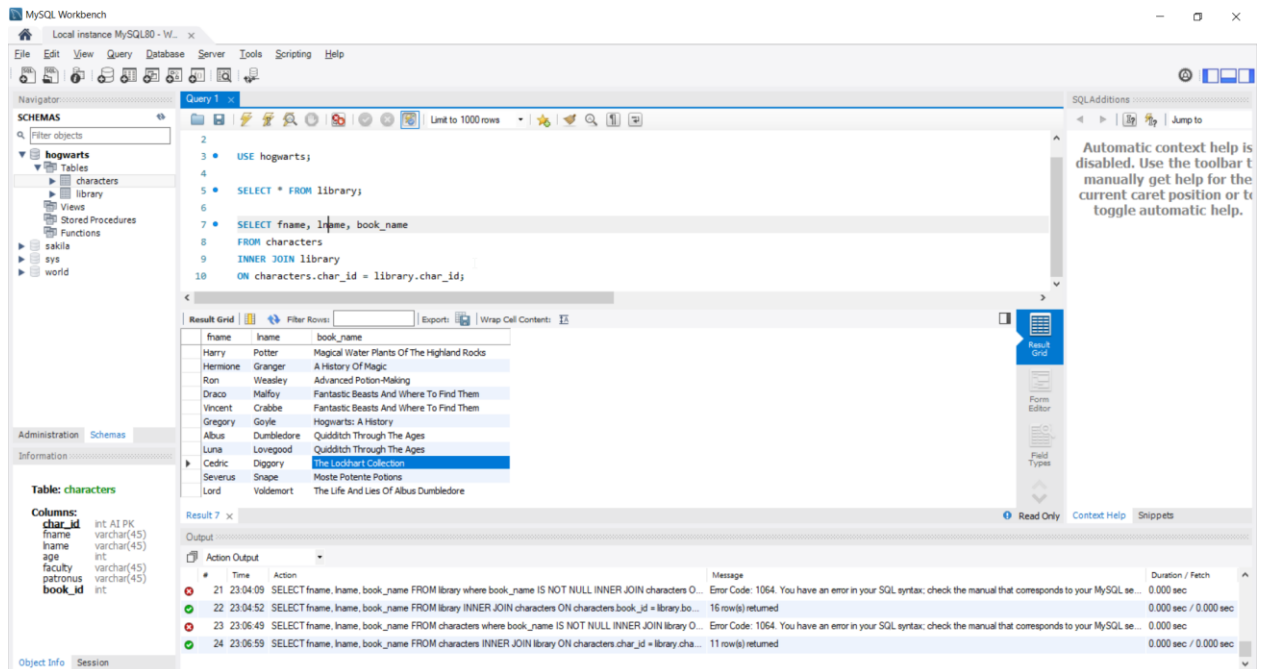 MySQL Workbench
Local instance MySQL80 - W...
File Edit View Query Database Server Tools Scripting Help
Navigator
SCHEMAS
Filter objects
hogwarts
Tables
characters
library
Views
Stored Procedures
Functions
sakila
sys
world
Administration Schemas
Information
Table: characters
Columns:
char_id int AI PK
fname varchar(45)
lname varchar(45)
age int
faculty varchar(45)
patronus varchar(45)
book_id int
Object Info Session
Query 1
Limit to 1000 rows
2
3 USE hogwarts;
4
5 SELECT * FROM library;
6
7 SELECT fname, lname, book_name
8 FROM characters
9 INNER JOIN library
10 ON characters.char_id = library.char_id;
Result Grid Filter Rows: Export: Wrap Cell Content:
fname lname book_name
Harry Potter Magical Water Plants Of The Highland Rocks
Hermione Granger A History Of Magic
Ron Weasley Advanced Potion-Making
Draco Malfoy Fantastic Beasts And Where To Find Them
Vincent Crabbe Fantastic Beasts And Where To Find Them
Gregory Goyle Hogwarts: A History
Albus Dumbledore Quidditch Through The Ages
Luna Lovegood Quidditch Through The Ages
Cedric Diggory The Lockhart Collection
Severus Snape Moste Potente Potions
Lord Voldemort The Life And Lies Of Albus Dumbledore
Result Grid
Form Editor
Field Types
Result 7
Read Only
SQLAdditions
Jump to
Automatic context help is
disabled. Use the toolbar t
manually get help for the
current caret position or to
toggle automatic help.
Context Help Snippets
Output
Action Output
# Time Action Message Duration / Fetch
21 23:04:09 SELECT fname, lname, book_name FROM library where book_name IS NOT NULL INNER JOIN characters O... Error Code: 1064. You have an error in your SQL syntax; check the manual that corresponds to your MySQL se... 0.000 sec
22 23:04:52 SELECT fname, lname, book_name FROM library INNER JOIN characters ON characters.book_id = library.bo... 16 row(s) returned 0.000 sec / 0.000 sec
23 23:06:49 SELECT fname, lname, book_name FROM characters where book_name IS NOT NULL INNER JOIN library O... Error Code: 1064. You have an error in your SQL syntax; check the manual that corresponds to your MySQL se... 0.000 sec
24 23:06:59 SELECT fname, lname, book_name FROM characters INNER JOIN library ON characters.char_id = library.cha... 11 row(s) returned 0.000 sec / 0.000 sec